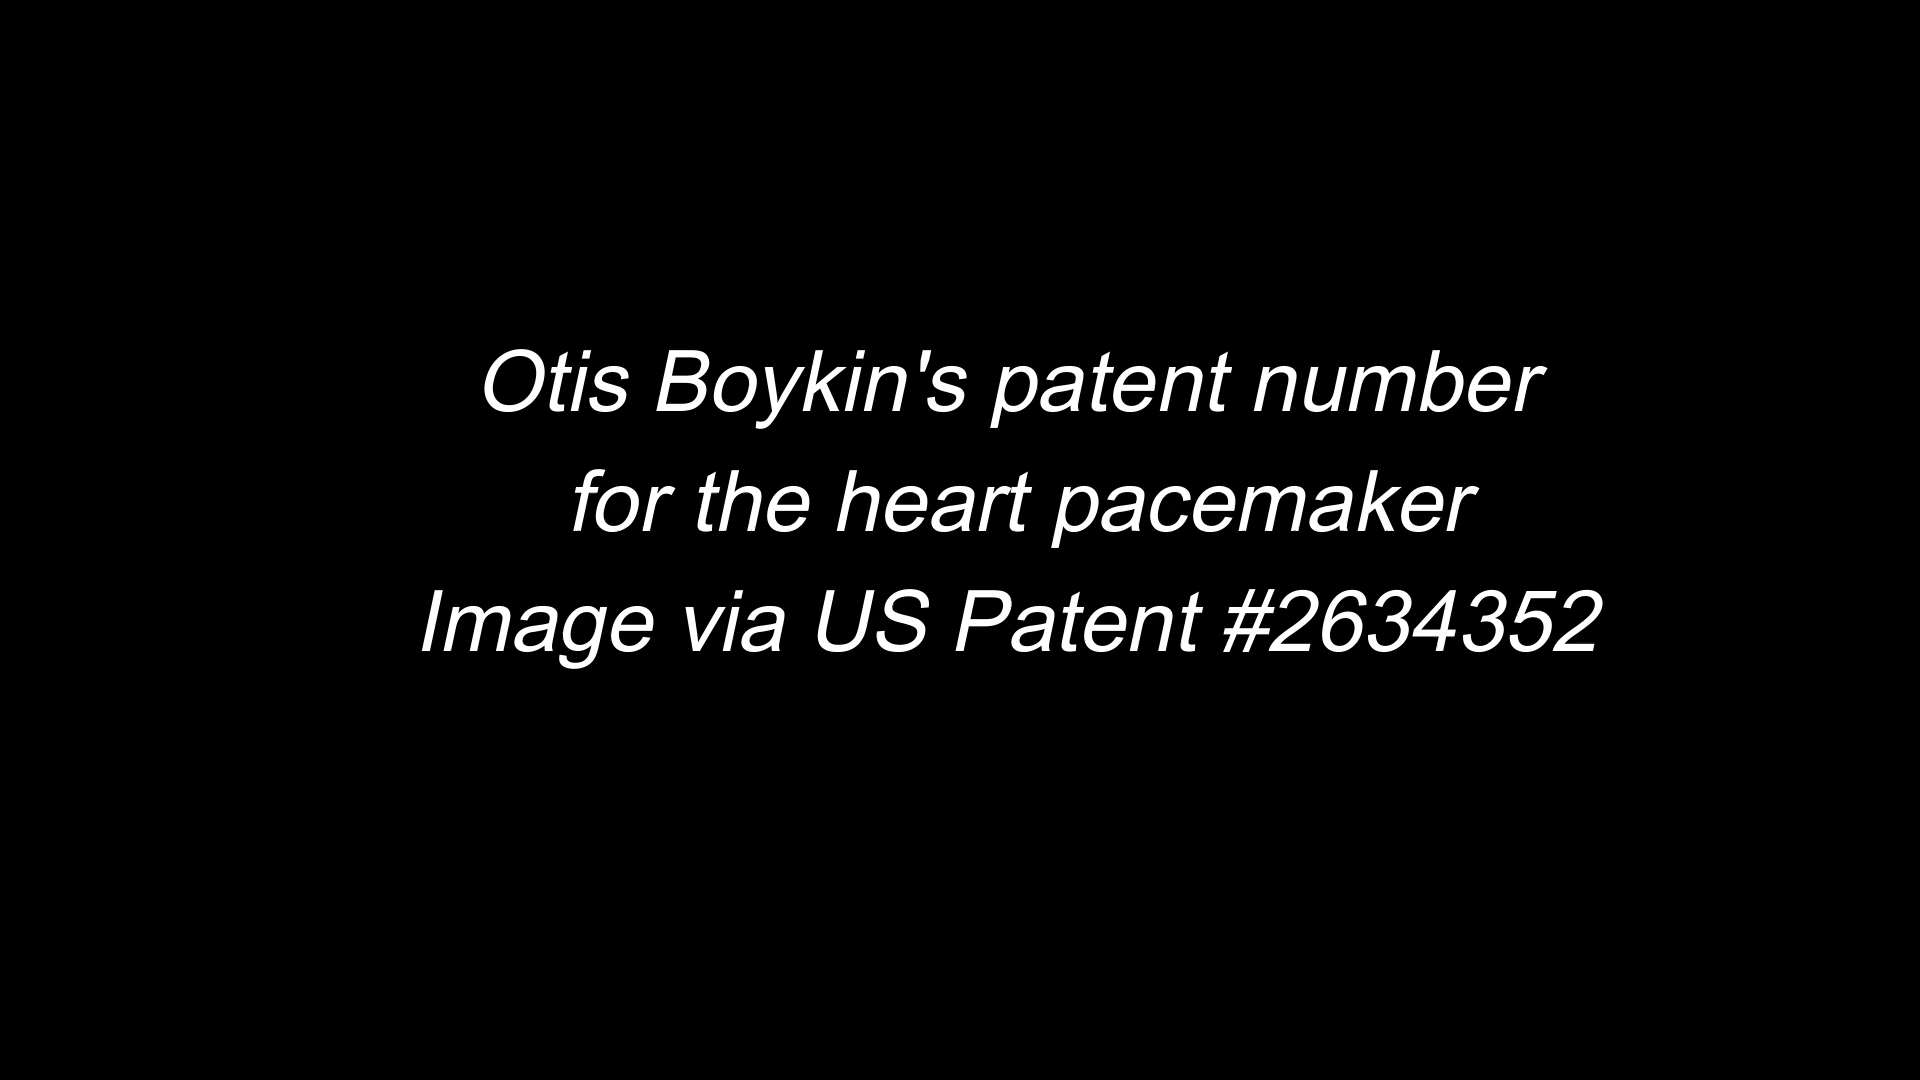 Otis Boykin's patent number
for the heart pacemaker
Image via US Patent #2634352